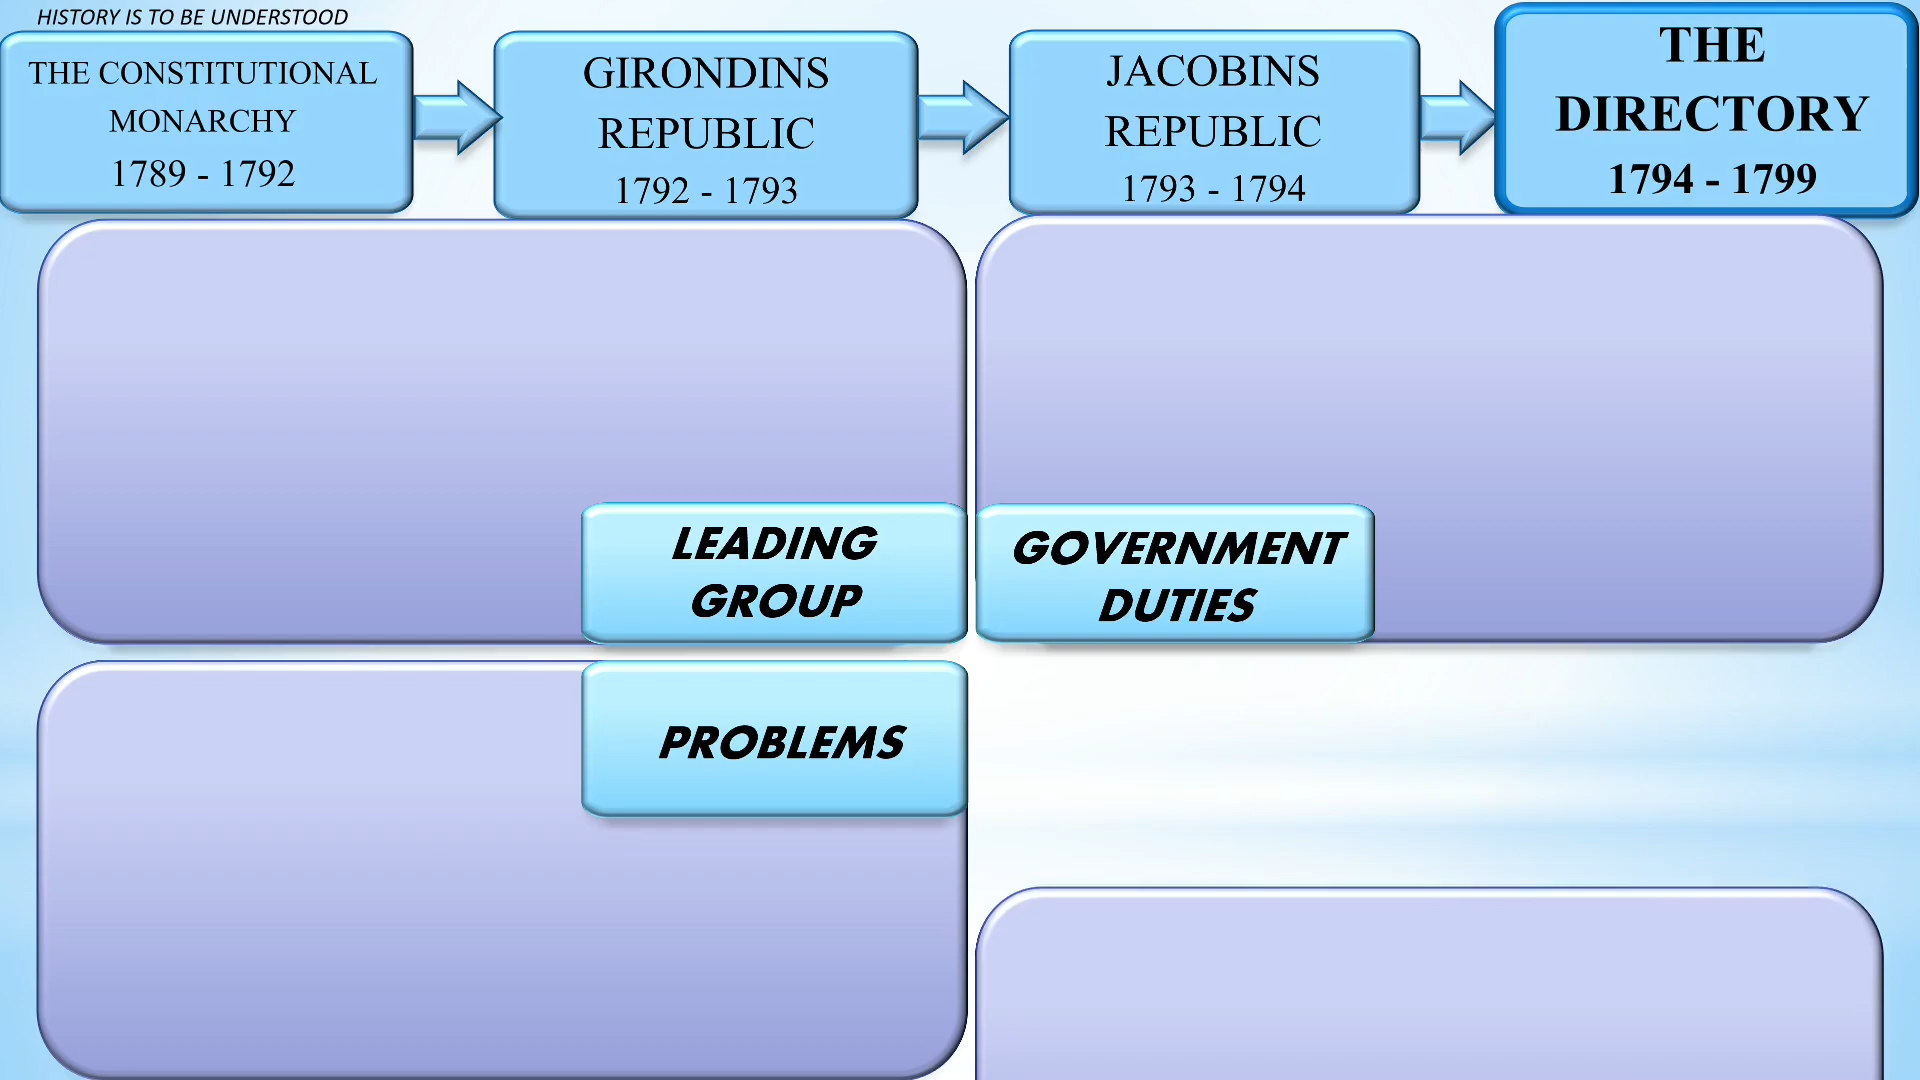 HISTORY IS TO BE UNDERSTOOD
THE CONSTITUTIONAL
MONARCHY
1789 - 1792
GIRONDINS
REPUBLIC
1792 - 1793
JACOBINS
REPUBLIC
1793 - 1794
THE
DIRECTORY
1794 - 1799
LEADING
GROUP
GOVERNMENT
DUTIES
PROBLEMS